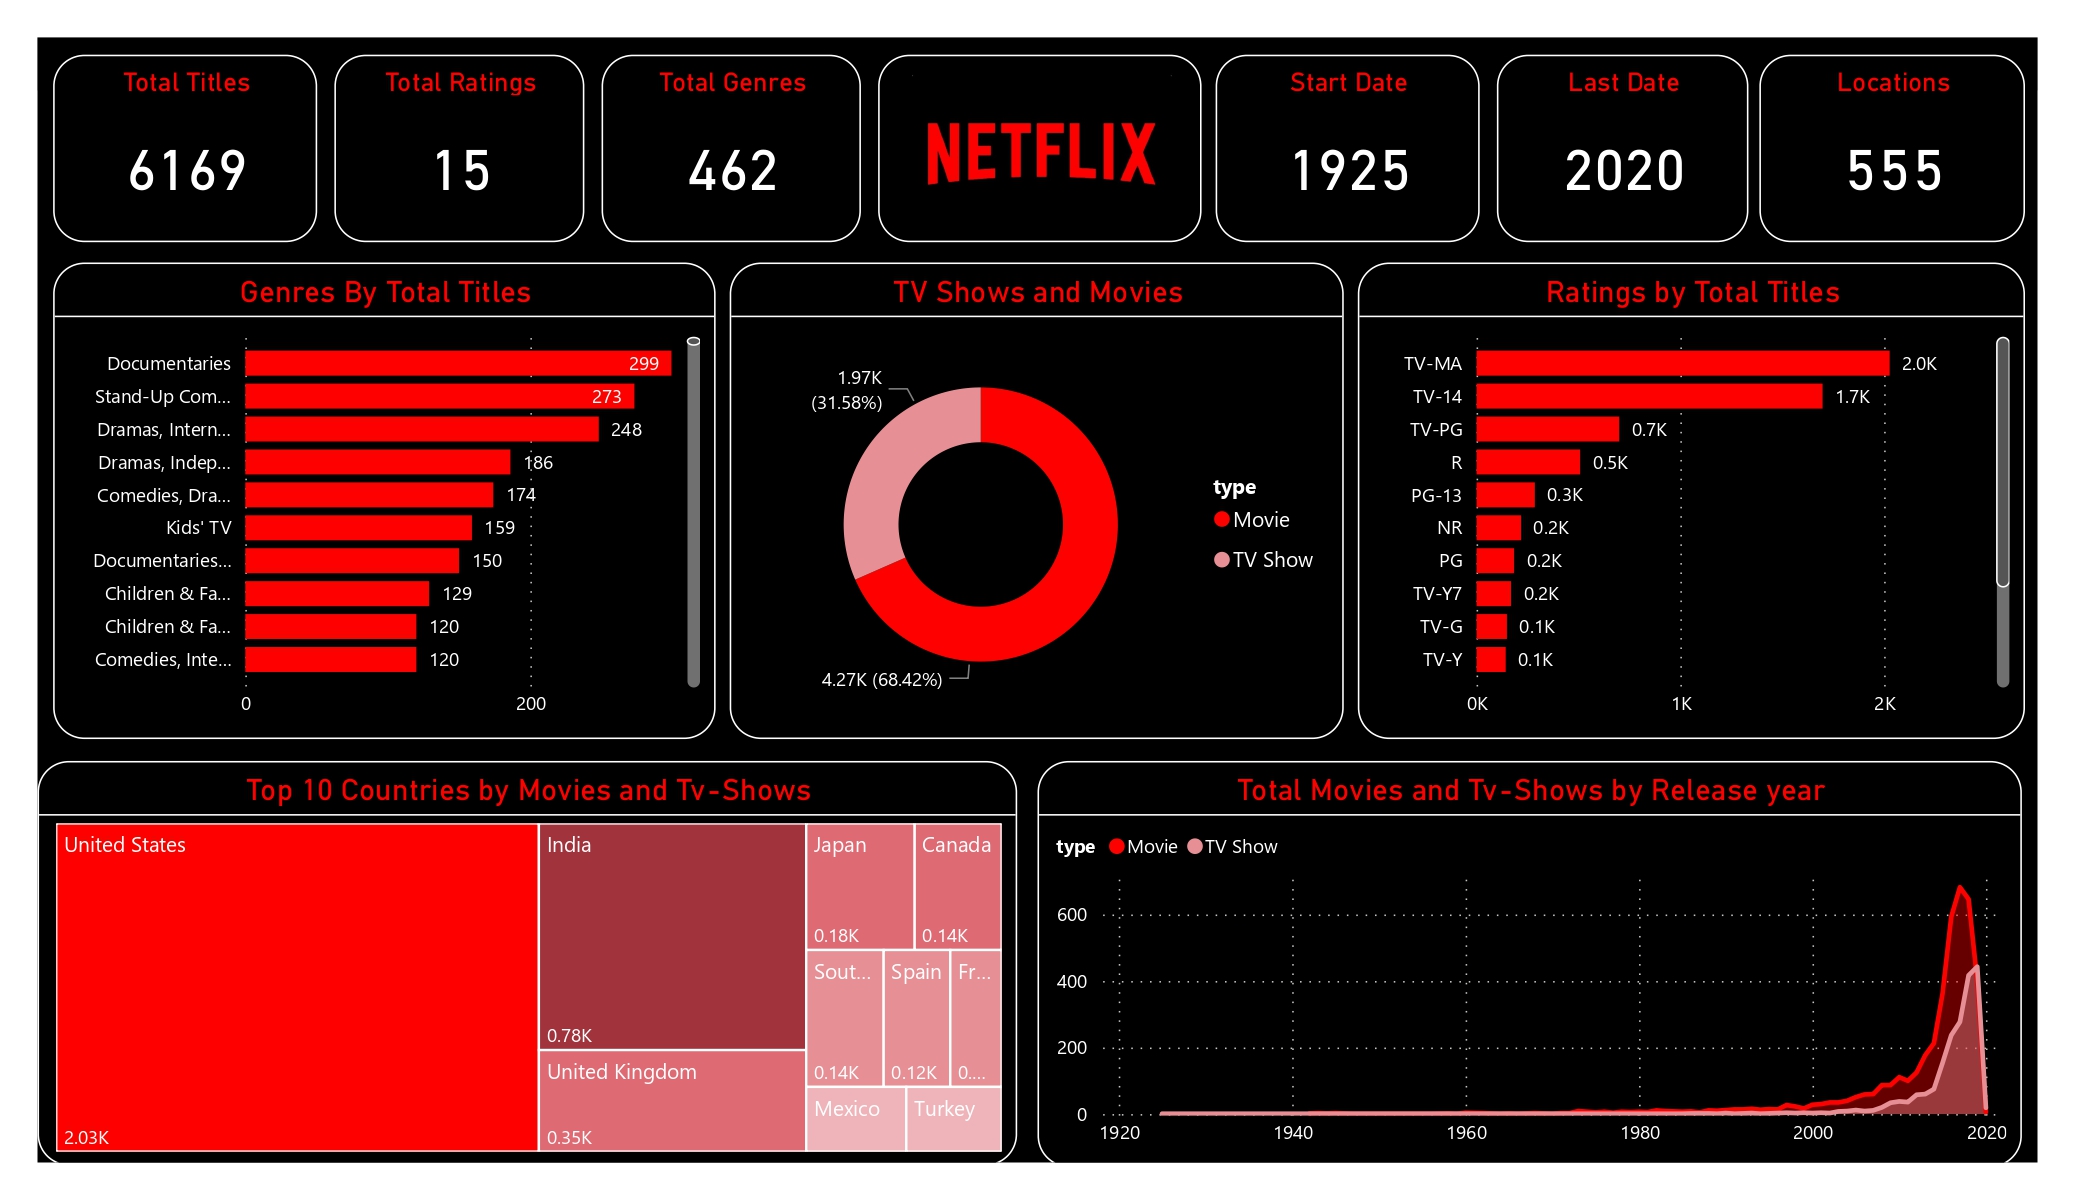 Total Titles
6169
Total Ratings
15
Total Genres
462
NETFLIX
Start Date
1925
Last Date
2020
Locations
555
Genres By Total Titles
Documentaries 299
Stand-Up Com... 273
Dramas, Intern... 248
Dramas, Indep... 186
Comedies, Dra... 174
Kids' TV 159
Documentaries... 150
Children & Fa... 129
Children & Fa... 120
Comedies, Inte... 120
0 200
TV Shows and Movies
1.97K
(31.58%)
4.27K (68.42%)
type
Movie
TV Show
Ratings by Total Titles
TV-MA 2.0K
TV-14 1.7K
TV-PG 0.7K
R 0.5K
PG-13 0.3K
NR 0.2K
PG 0.2K
TV-Y7 0.2K
TV-G 0.1K
TV-Y 0.1K
0K 1K 2K
Top 10 Countries by Movies and Tv-Shows
United States
2.03K
India
0.78K
United Kingdom
0.35K
Japan
0.18K
Canada
0.14K
Sout...
0.14K
Spain
0.12K
Fr...
0....
Mexico
Turkey
Total Movies and Tv-Shows by Release year
type Movie TV Show
600
400
200
0
1920 1940 1960 1980 2000 2020